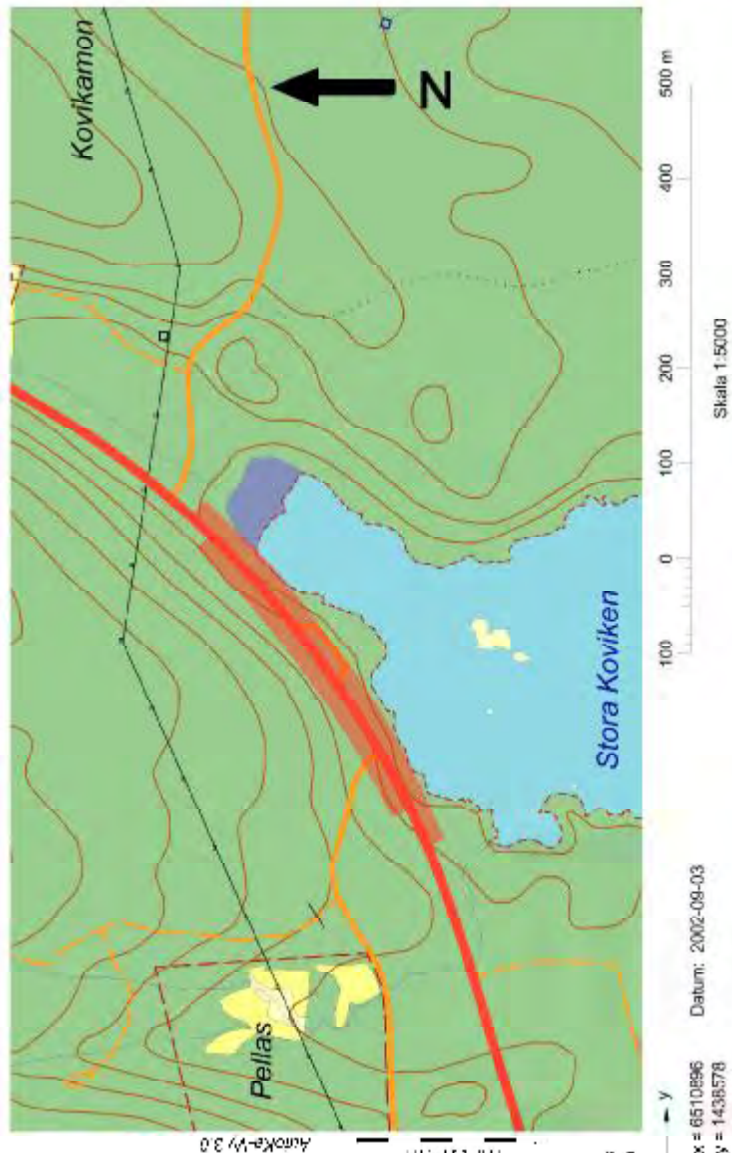 Kovikamon
N
Stora Koviken
Pellas
100 0 100 200 300 400 500 m
Skala 1:5000
x = 6510896
y = 1438578
Datum: 2002-09-03
y
AutoKa-Vy 3.0